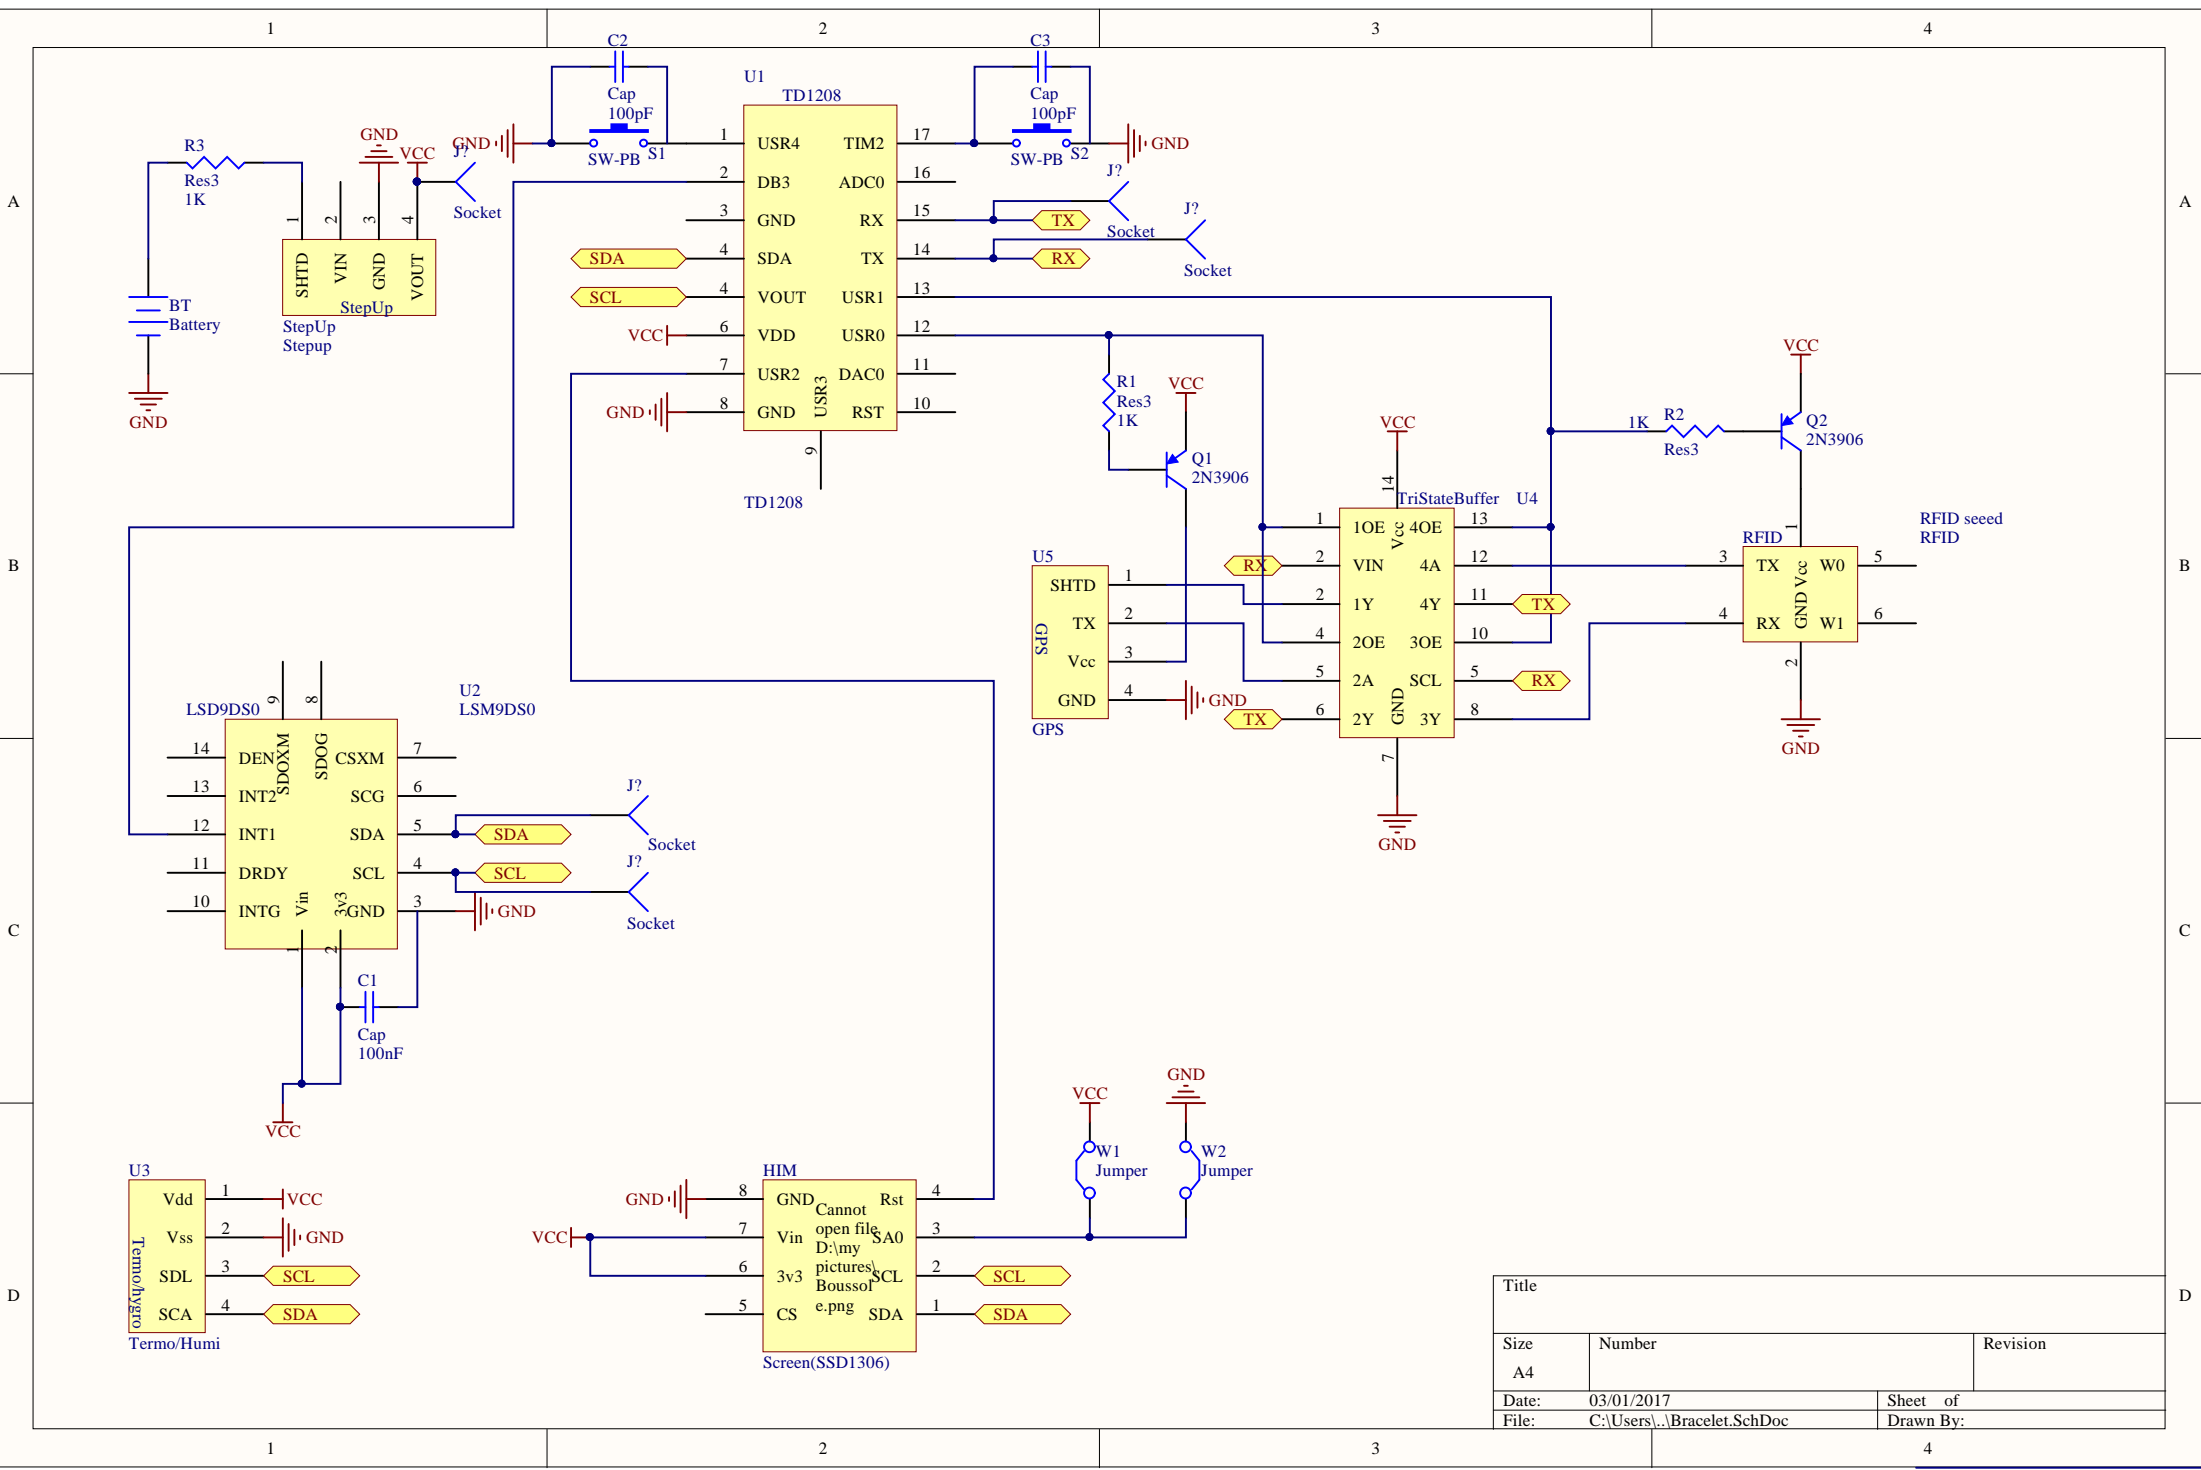 1
2
3
4
A
B
C
D
A
B
C
D
1
2
3
4
R3
Res3
1K
GND
VCC
J?
Socket
1
2
3
4
SHTD
VIN
GND
VOUT
StepUp
StepUp
Stepup
BT
Battery
GND
C2
Cap
100pF
GND
SW-PB
S1
U1
TD1208
1
USR4
2
DB3
3
GND
SDA
4
SDA
SCL
4
VOUT
VCC
6
VDD
7
USR2
GND
8
GND
USR3
9
TIM2
17
ADC0
16
RX
15
TX
14
USR1
13
USR0
12
DAC0
11
RST
10
TD1208
C3
Cap
100pF
SW-PB
S2
GND
J?
TX
Socket
J?
RX
Socket
R1
Res3
1K
VCC
Q1
2N3906
VCC
14
TriStateBuffer
U4
1
1OE
RX
2
VIN
2
1Y
4
2OE
5
2A
TX
6
2Y
Vcc
GND
7
GND
4OE
13
4A
12
4Y
11
TX
3OE
10
SCL
5
RX
3Y
8
U5
SHTD
1
TX
2
Vcc
3
GND
4
GND
GPS
GPS
VCC
1K
R2
Res3
Q2
2N3906
RFID seeed
RFID
RFID
1
3
TX
4
RX
GND Vcc
W0
5
W1
6
2
GND
U2
LSM9DS0
LSD9DS0
9
8
SDOXM
SDOG
14
DEN
13
INT2
12
INT1
11
DRDY
10
INTG
CSXM
7
SCG
6
SDA
5
SDA
SCL
4
SCL
GND
3
GND
Vin
3v3
1
2
J?
Socket
J?
Socket
C1
Cap
100nF
VCC
U3
Vdd
1
VCC
Vss
2
GND
SDL
3
SCL
SCA
4
SDA
Termo/hygro
Termo/Humi
HIM
GND
8
GND
VCC
7
Vin
6
3v3
5
CS
Cannot
open file
D:\my
pictures\
Boussol
e.png
Rst
4
SA0
3
SCL
2
SCL
SDA
1
SDA
Screen(SSD1306)
VCC
W1
Jumper
GND
W2
Jumper
Title
Size
A4
Number
Revision
Date:
03/01/2017
Sheet of
File:
C:\Users\..\Bracelet.SchDoc
Drawn By: